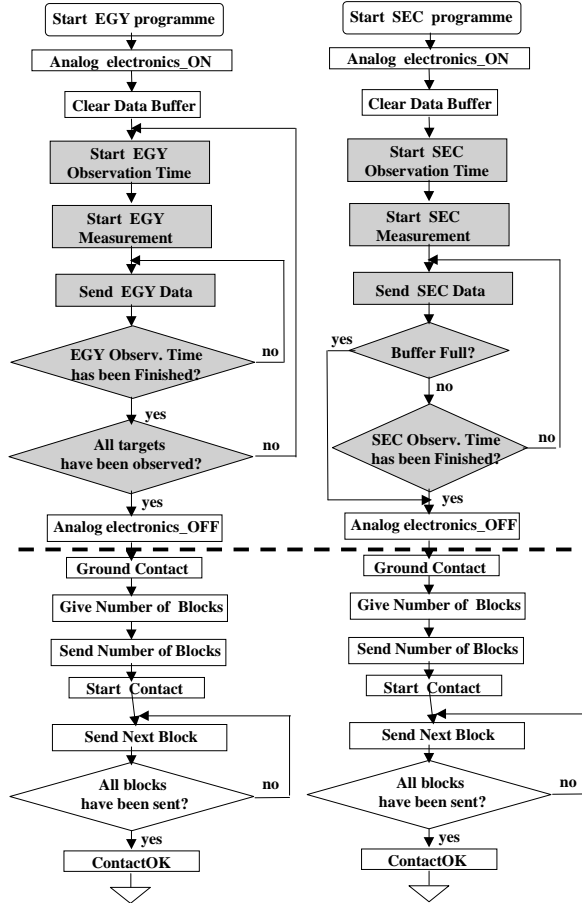 Start EGY programme
Analog electronics_ON
Clear Data Buffer
Start EGY
Observation Time
Start EGY
Measurement
Send EGY Data
EGY Observ. Time
has been Finished?
no
yes
All targets
have been observed?
no
yes
Analog electronics_OFF
Ground Contact
Give Number of Blocks
Send Number of Blocks
Start Contact
Send Next Block
All blocks
have been sent?
no
yes
ContactOK
Start SEC programme
Analog electronics_ON
Clear Data Buffer
Start SEC
Observation Time
Start SEC
Measurement
Send SEC Data
yes
Buffer Full?
no
SEC Observ. Time
has been Finished?
no
yes
Analog electronics_OFF
Ground Contact
Give Number of Blocks
Send Number of Blocks
Start Contact
Send Next Block
All blocks
have been sent?
no
yes
ContactOK